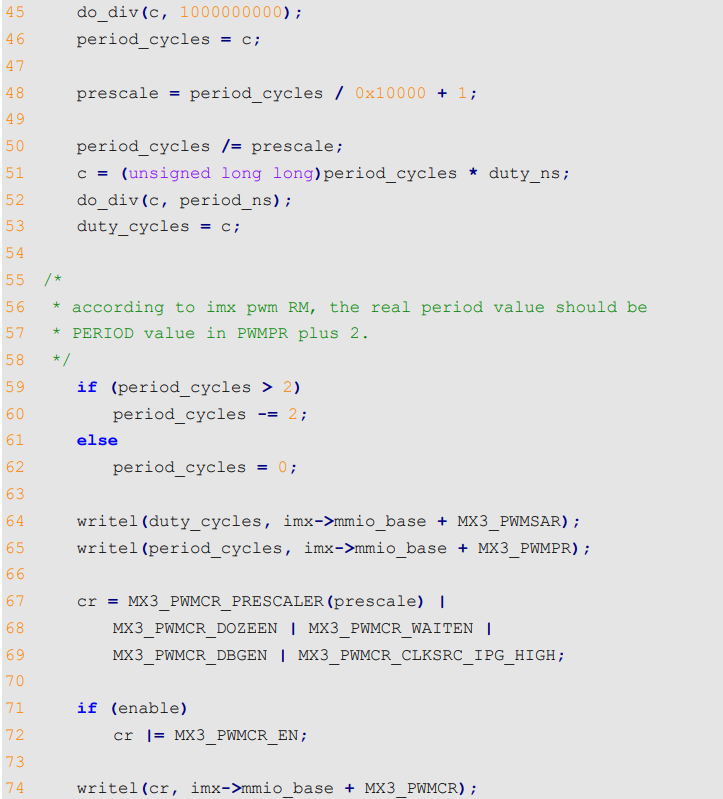 45 do_div(c, 1000000000);
46 period_cycles = c;
47
48 prescale = period_cycles / 0x10000 + 1;
49
50 period_cycles /= prescale;
51 c = (unsigned long long)period_cycles * duty_ns;
52 do_div(c, period_ns);
53 duty_cycles = c;
54
55 /*
56 * according to imx pwm RM, the real period value should be
57 * PERIOD value in PWMPR plus 2.
58 */
59 if (period_cycles > 2)
60 period_cycles -= 2;
61 else
62 period_cycles = 0;
63
64 writel(duty_cycles, imx->mmio_base + MX3_PWMSAR);
65 writel(period_cycles, imx->mmio_base + MX3_PWMPR);
66
67 cr = MX3_PWMCR_PRESCALER(prescale) |
68 MX3_PWMCR_DOZEEN | MX3_PWMCR_WAITEN |
69 MX3_PWMCR_DBGEN | MX3_PWMCR_CLKSRC_IPG_HIGH;
70
71 if (enable)
72 cr |= MX3_PWMCR_EN;
73
74 writel(cr, imx->mmio_base + MX3_PWMCR);